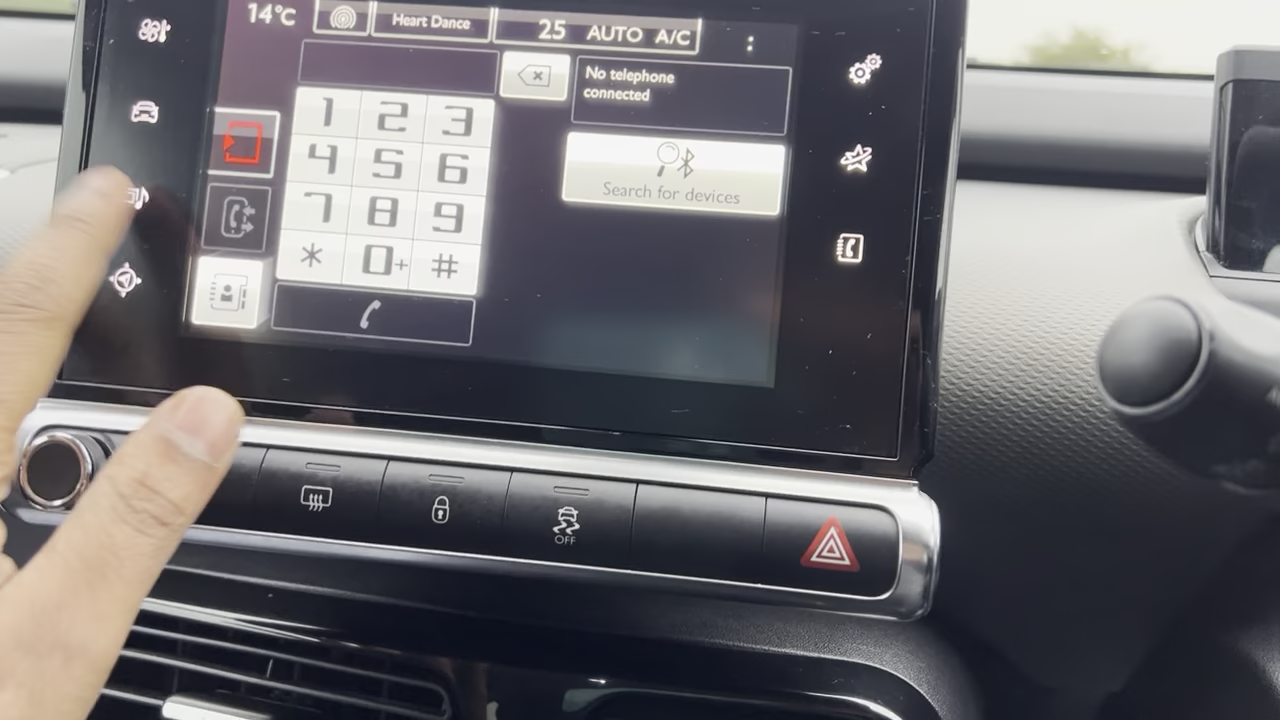 14°C
Heart Dance
25 AUTO A/C
No telephone
connected
1 2 3
4 5 6
7 8 9
* 0+ #
Search for devices
OFF